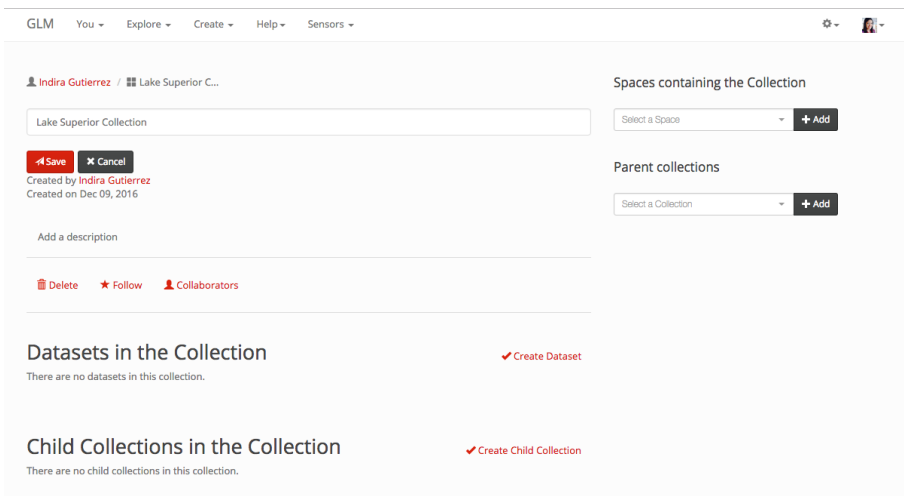 GLM You Explore Create Help Sensors
Indira Gutierrez / Lake Superior C...
Lake Superior Collection
Save Cancel
Created by Indira Gutierrez
Created on Dec 09, 2016
Add a description
Delete Follow Collaborators
Datasets in the Collection
Create Dataset
There are no datasets in this collection.
Child Collections in the Collection
Create Child Collection
There are no child collections in this collection.
Spaces containing the Collection
Select a Space
+ Add
Parent collections
Select a Collection
+ Add